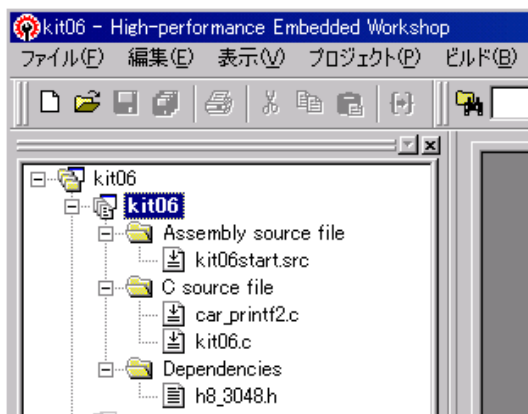 kit06 - High-performance Embedded Workshop
ファイル(F) 編集(E) 表示(V) プロジェクト(P) ビルド(B)
kit06
kit06
Assembly source file
kit06start.src
C source file
car_printf2.c
kit06.c
Dependencies
h8_3048.h